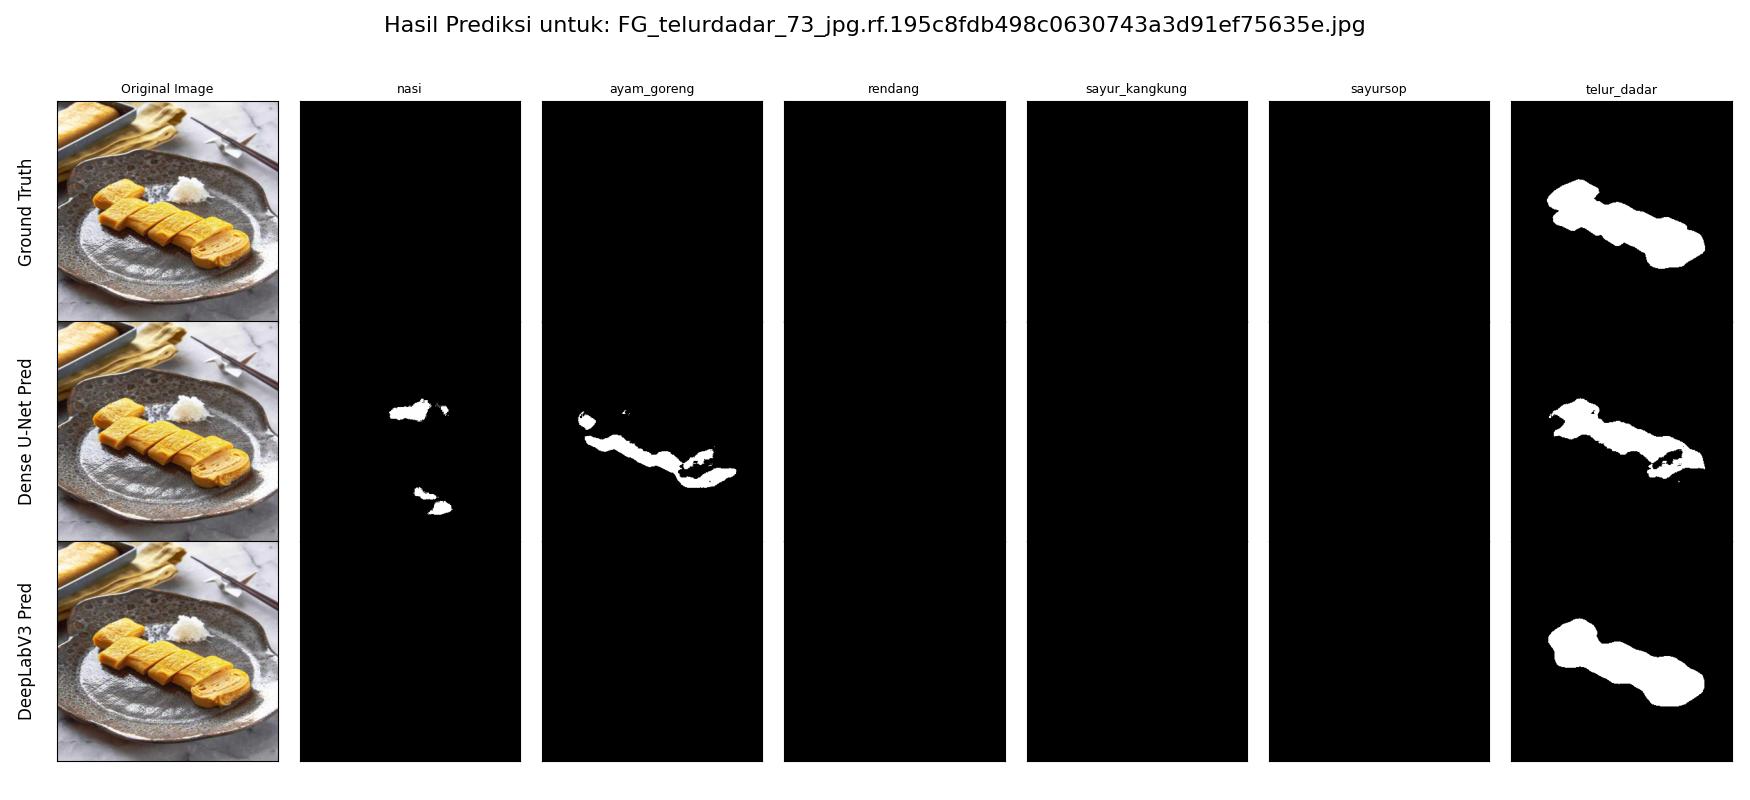 Hasil Prediksi untuk: FG_telurdadar_73_jpg.rf.195c8fdb498c0630743a3d91ef75635e.jpg
Original Image
nasi
ayam_goreng
rendang
sayur_kangkung
sayursop
telur_dadar
Ground Truth
Dense U-Net Pred
DeepLabV3 Pred